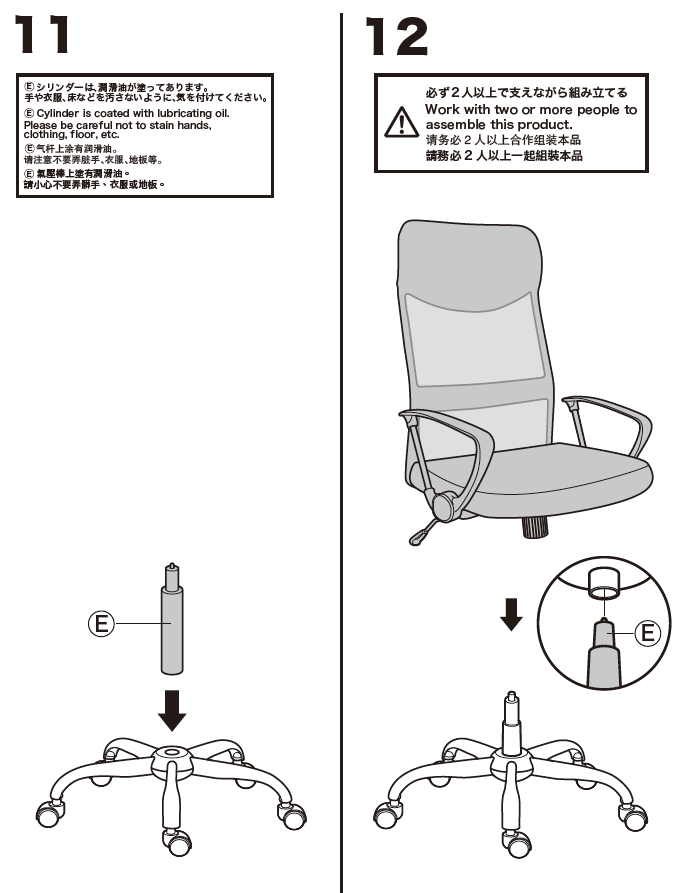 11
Ⓔシリンダーは、潤滑油が塗ってあります。
手や衣服、床などを汚さないように、気を付けてください。
Ⓔ Cylinder is coated with lubricating oil.
Please be careful not to stain hands,
clothing, floor, etc.
Ⓔ气杆上涂有润滑油。
请注意不要弄脏手、衣服、地板等。
Ⓔ氣壓棒上塗有潤滑油。
請小心不要弄髒手、衣服或地板。
E
12
必ず2人以上で支えながら組み立てる
Work with two or more people to
assemble this product.
请务必2人以上合作组装本品
請務必2人以上一起組裝本品
E